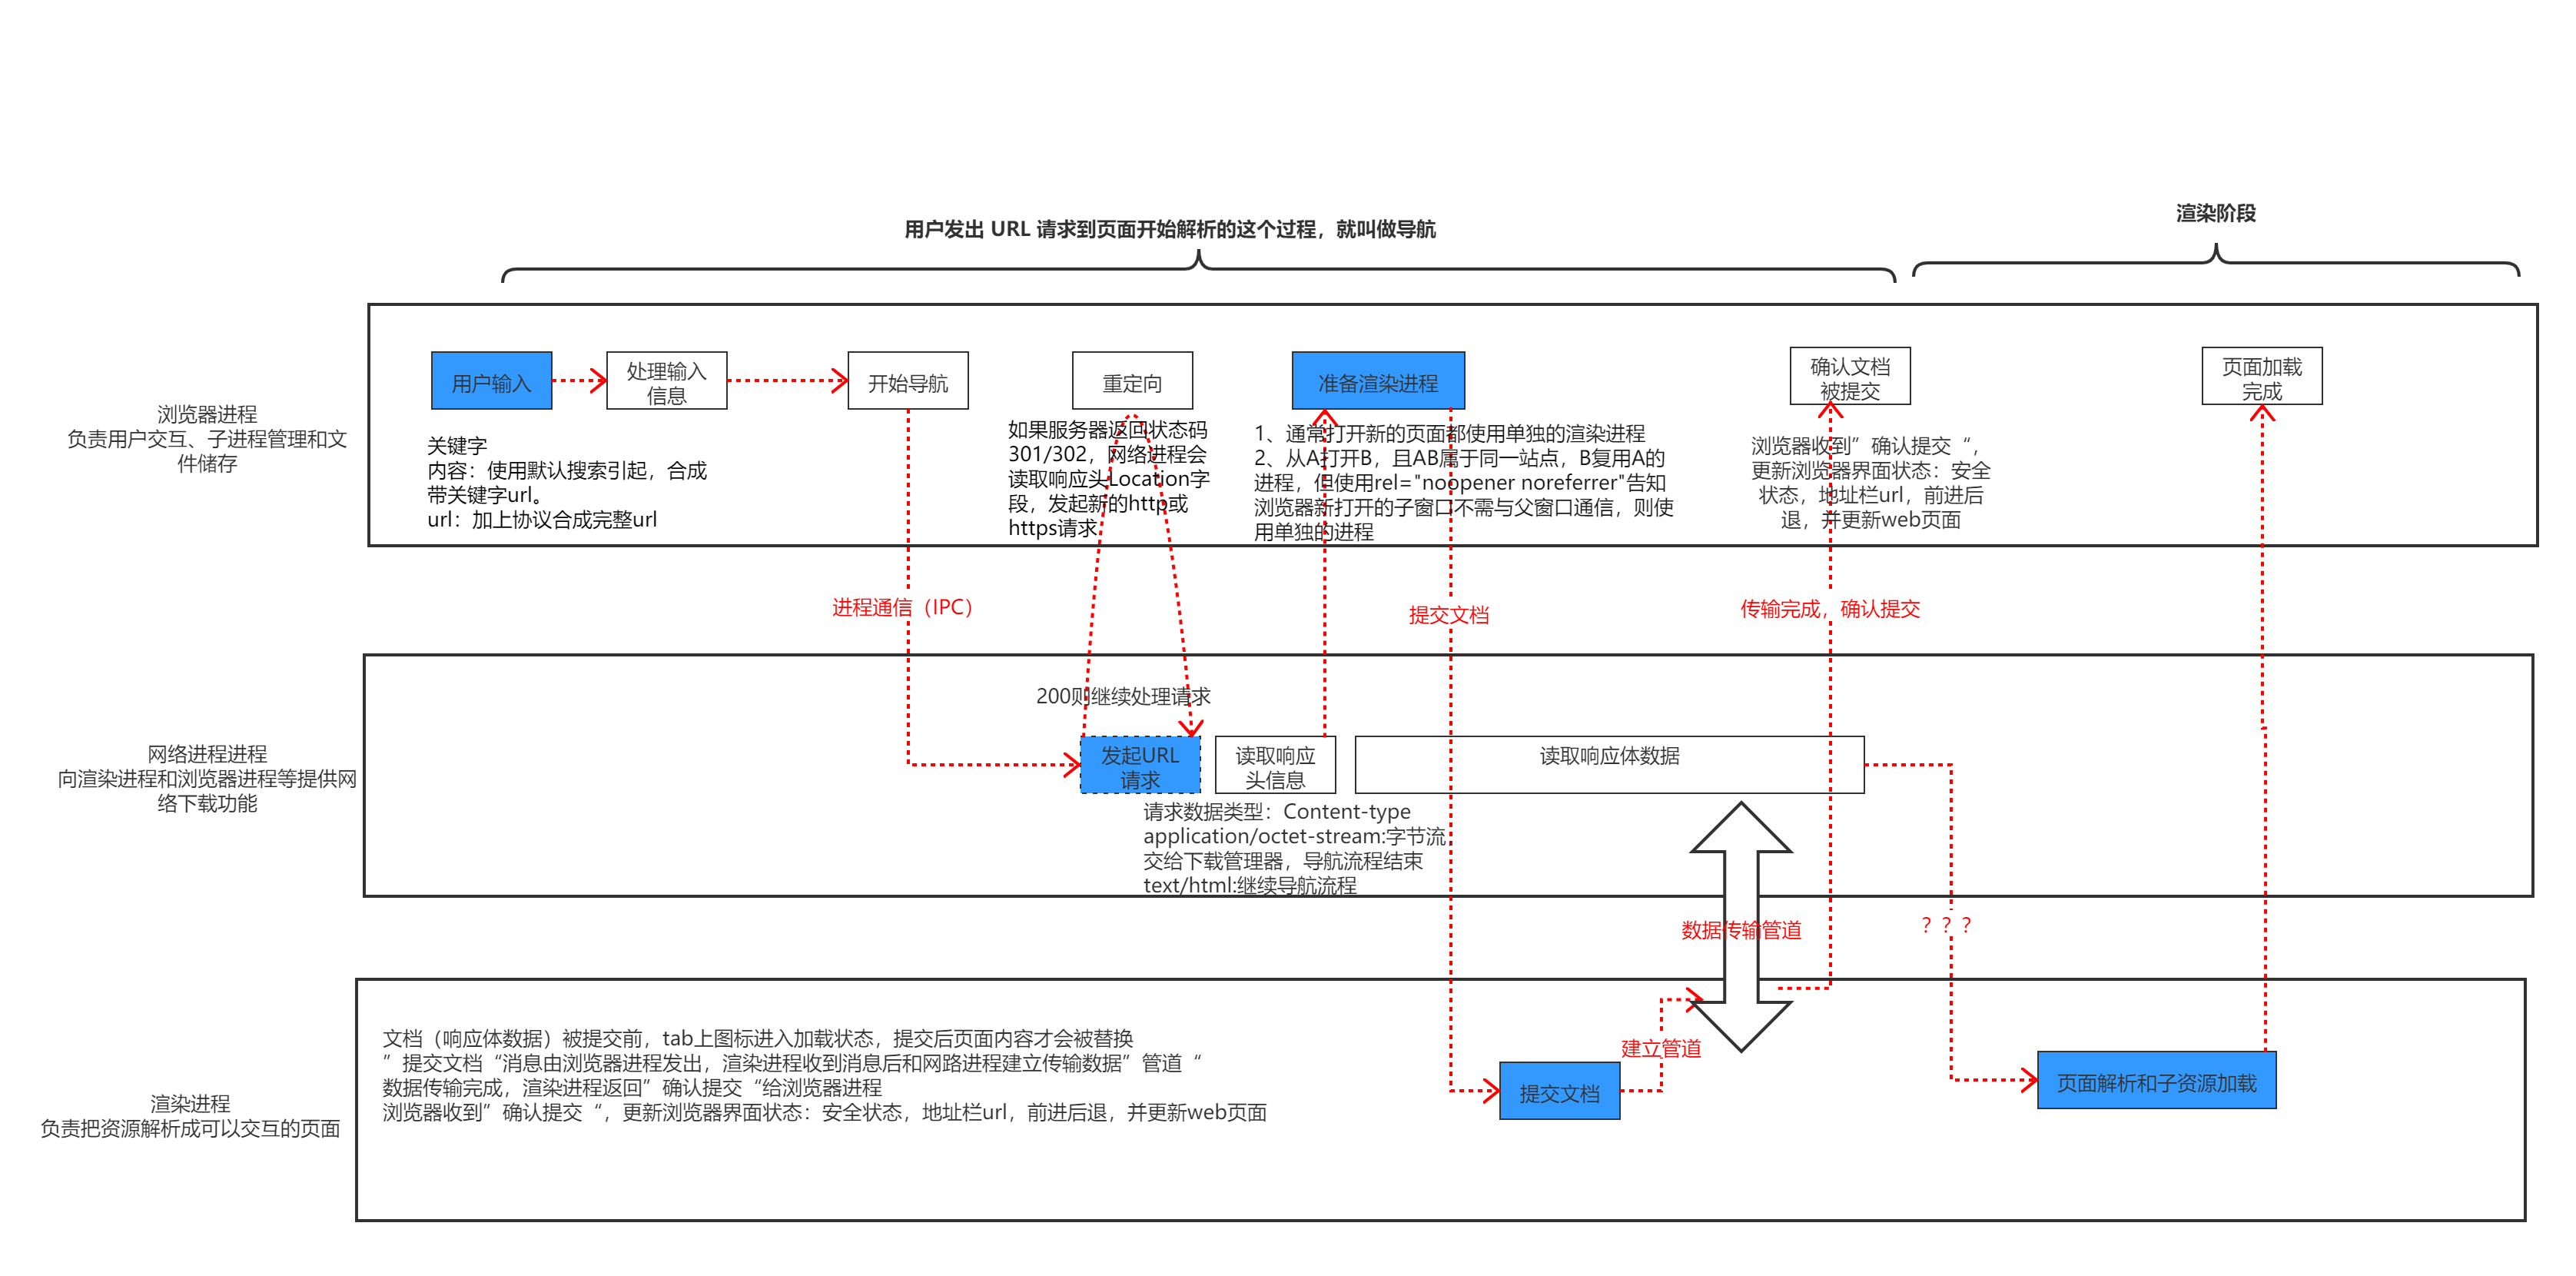 用户发出 URL 请求到页面开始解析的这个过程，就叫做导航
渲染阶段
浏览器进程
负责用户交互、子进程管理和文
件储存
用户输入
处理输入
信息
开始导航
重定向
准备渲染进程
确认文档
被提交
页面加载
完成
关键字
内容：使用默认搜索引起，合成
带关键字url。
url：加上协议合成完整url
如果服务器返回状态码
301/302，网络进程会
读取响应头Location字
段，发起新的http或
https请求
1、通常打开新的页面都使用单独的渲染进程
2、从A打开B，且AB属于同一站点，B复用A的
进程，但使用rel="noopener noreferrer"告知
浏览器新打开的子窗口不需与父窗口通信，则使
用单独的进程
浏览器收到”确认提交“，
更新浏览器界面状态：安全
状态，地址栏url，前进后
退，并更新web页面
进程通信（IPC）
提交文档
传输完成，确认提交
网络进程进程
向渲染进程和浏览器进程等提供网
络下载功能
200则继续处理请求
发起URL
请求
读取响应
头信息
读取响应体数据
请求数据类型：Content-type
application/octet-stream:字节流，
交给下载管理器，导航流程结束
text/html:继续导航流程
数据传输管道
？？？
渲染进程
负责把资源解析成可以交互的页面
文档（响应体数据）被提交前，tab上图标进入加载状态，提交后页面内容才会被替换
”提交文档“消息由浏览器进程发出，渲染进程收到消息后和网路进程建立传输数据”管道“
数据传输完成，渲染进程返回”确认提交“给浏览器进程
浏览器收到”确认提交“，更新浏览器界面状态：安全状态，地址栏url，前进后退，并更新web页面
建立管道
提交文档
页面解析和子资源加载